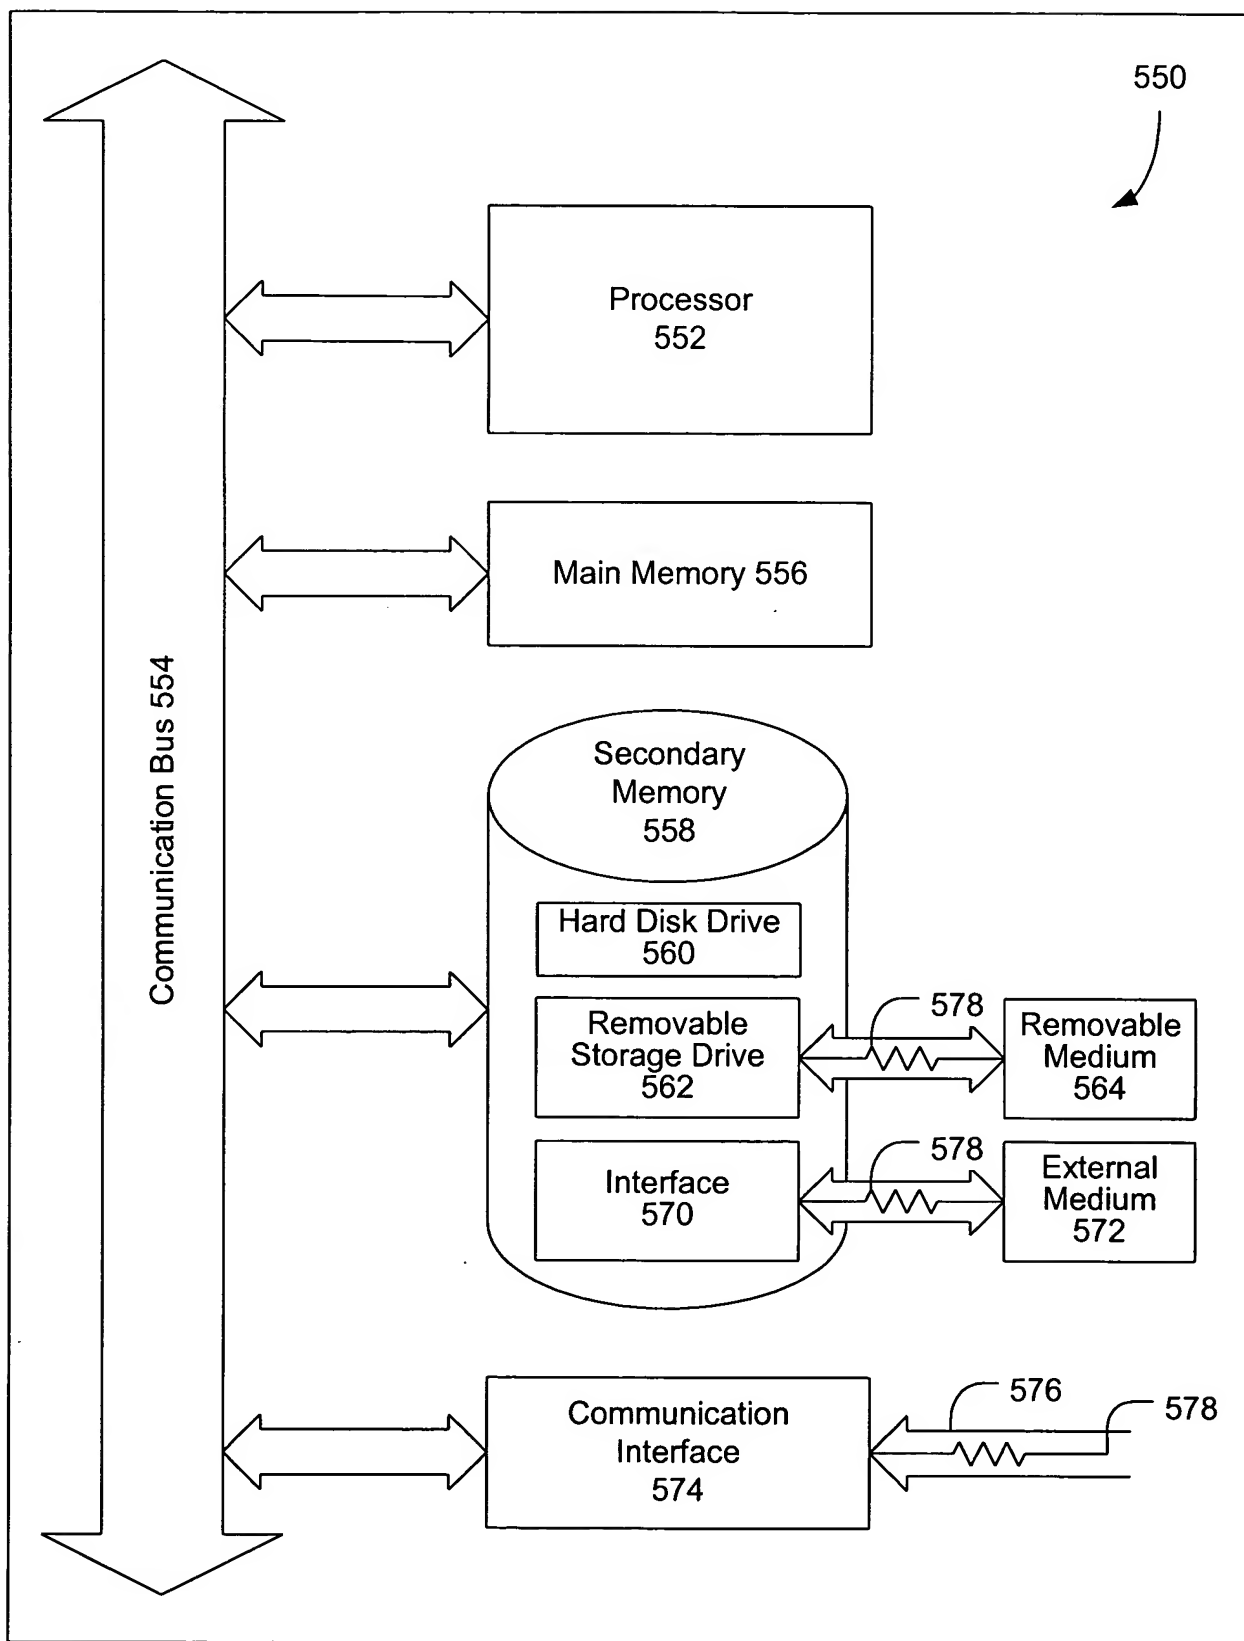 550
Processor
552
Main Memory 556
Communication Bus 554
Secondary
Memory
558
Hard Disk Drive
560
Removable
Storage Drive
562
578
Removable
Medium
564
Interface
570
578
External
Medium
572
Communication
Interface
574
576
578